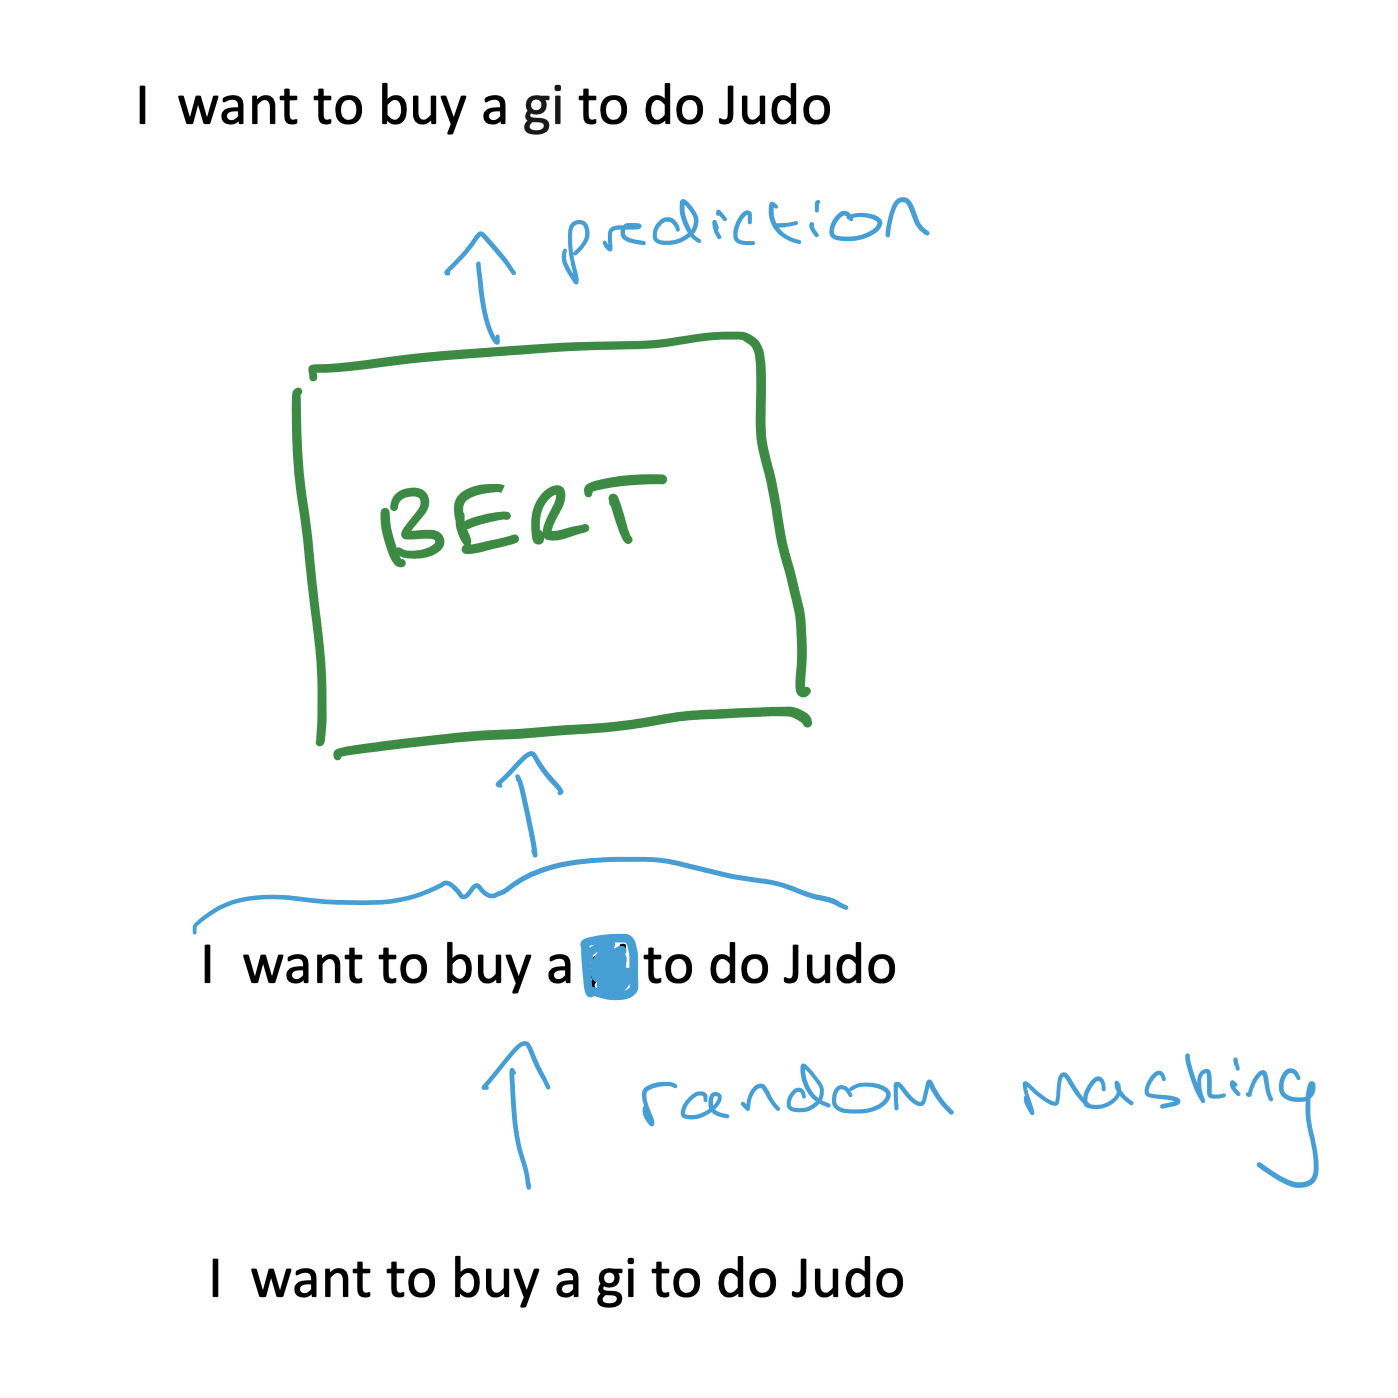 I want to buy a gi to do Judo
prediction
BERT
I want to buy a to do Judo
random masking
I want to buy a gi to do Judo